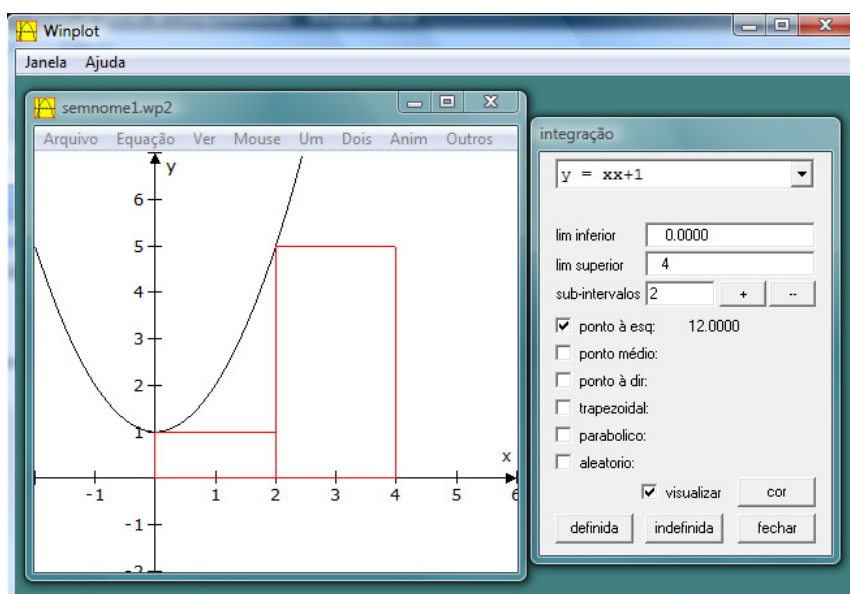 Winplot
Janela Ajuda
semnome1.wp2
Arquivo Equação Ver Mouse Um Dois Anim Outros
y
6
5
4
3
2
1
x
-1 1 2 3 4 5 6
-1
-2
integração
y = xx+1
lim inferior 0.0000
lim superior 4
sub-intervalos 2 + --
ponto à esq: 12.0000
ponto médio:
ponto à dir:
trapezoidal:
parabolico:
aleatorio:
visualizar cor
definida indefinida fechar